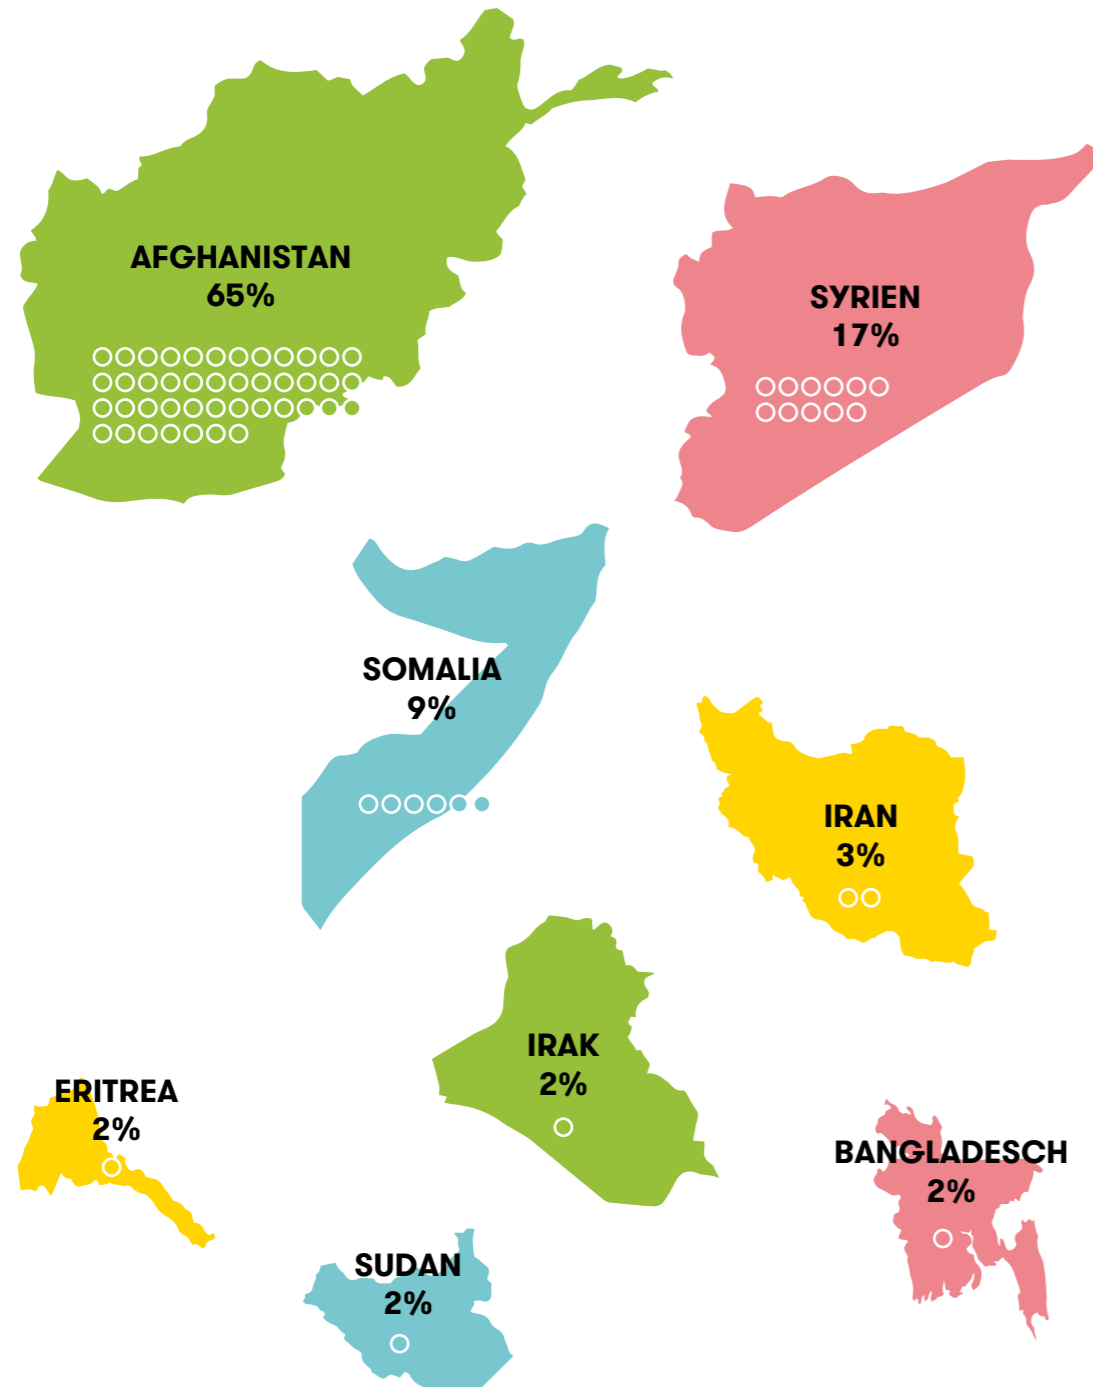 AFGHANISTAN
65%
SYRIEN
17%
SOMALIA
9%
IRAN
3%
IRAK
2%
ERITREA
2%
BANGLADESCH
2%
SUDAN
2%